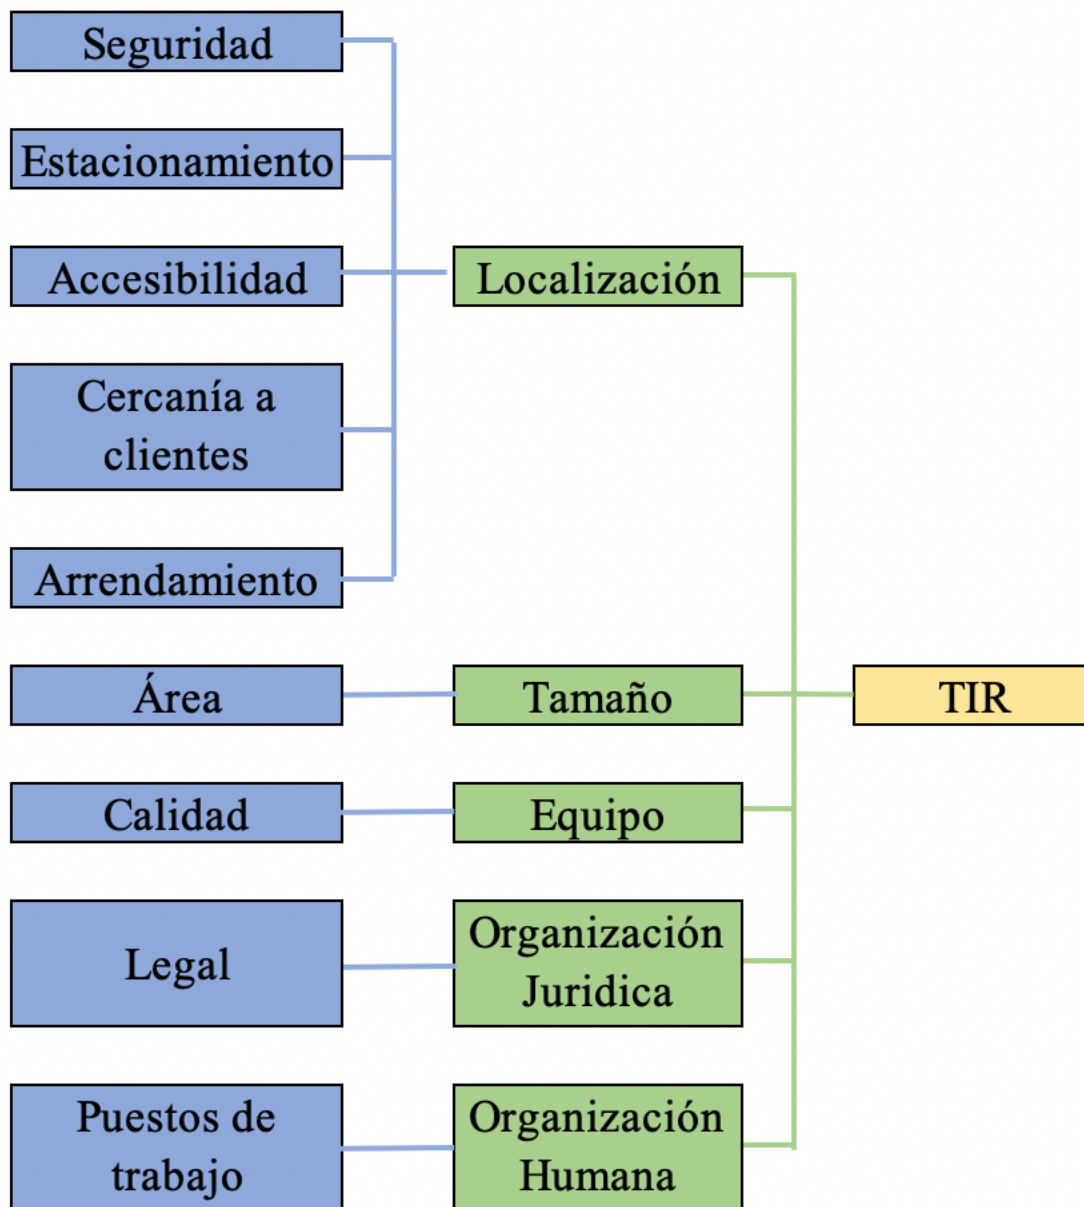 Seguridad
Estacionamiento
Accesibilidad
Localización
Cercanía a
clientes
Arrendamiento
Área
Tamaño
TIR
Calidad
Equipo
Legal
Organización
Juridica
Puestos de
trabajo
Organización
Humana